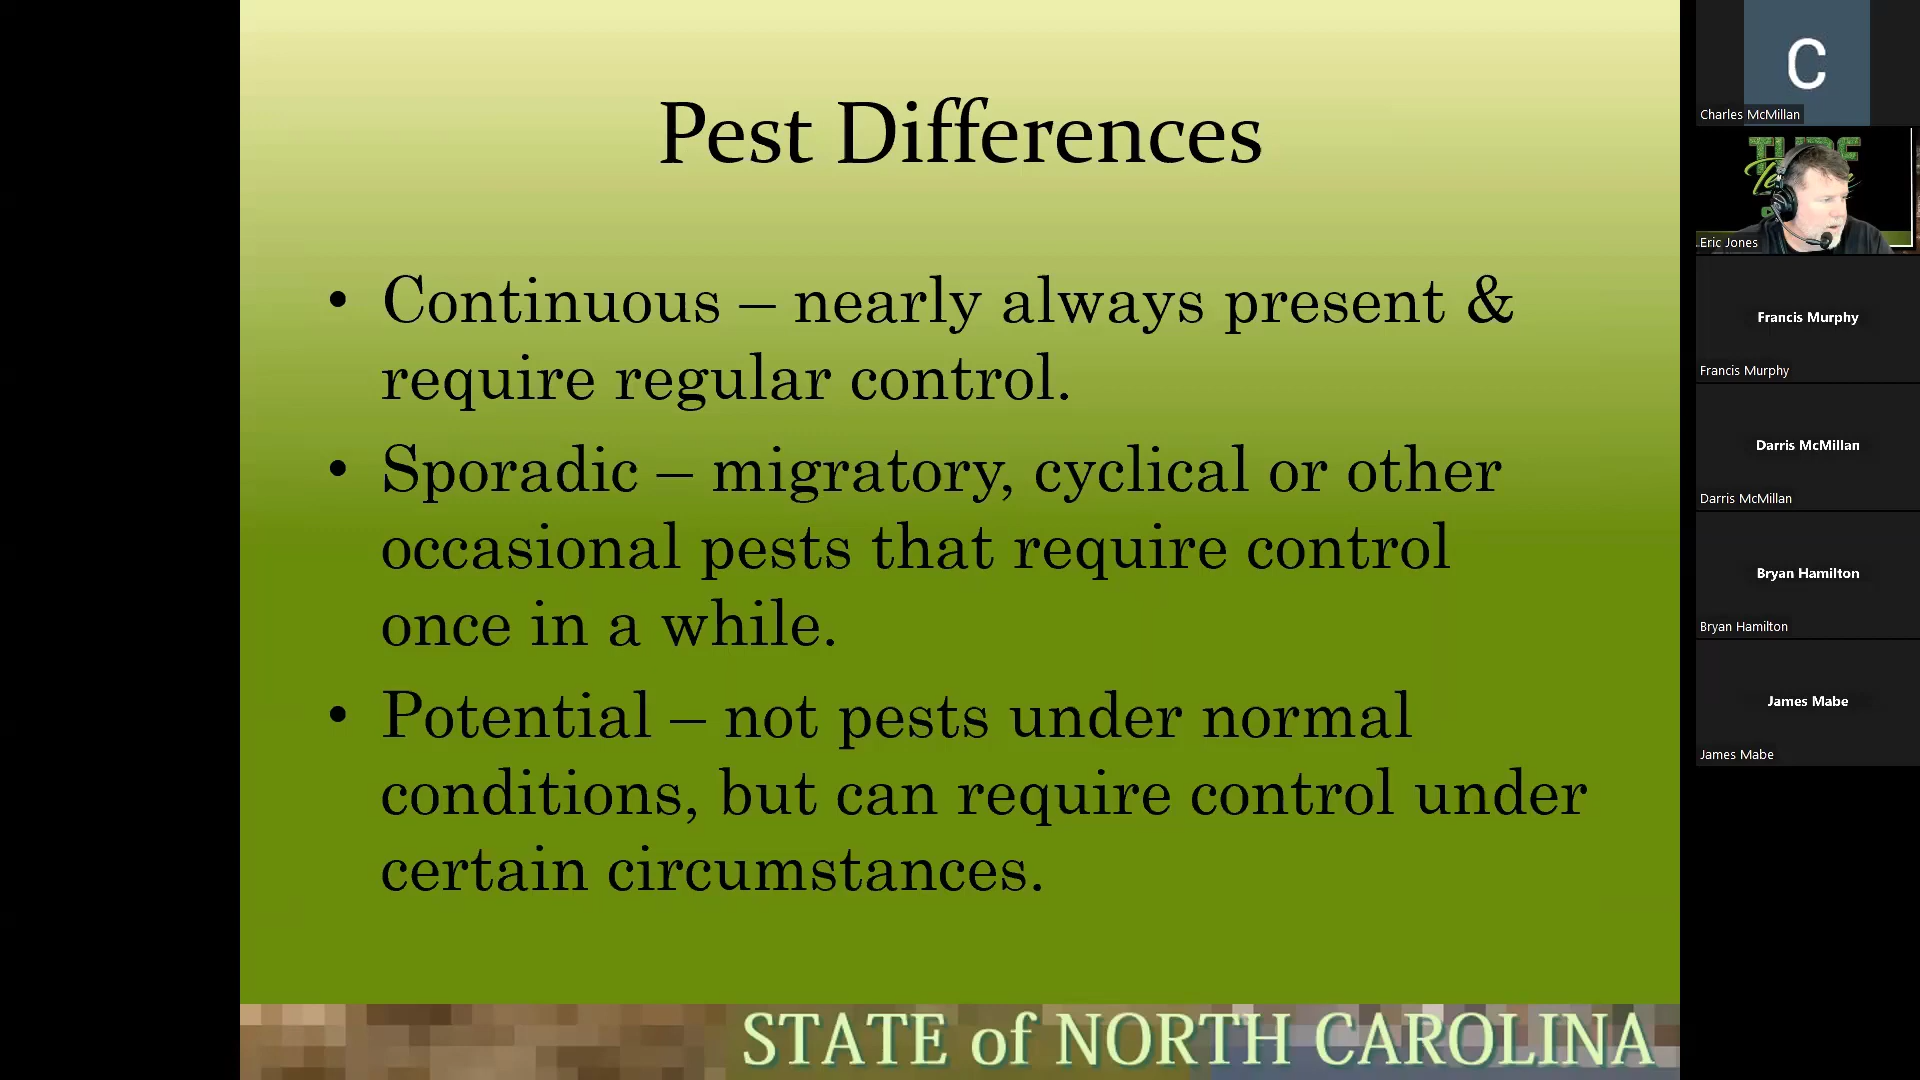 Pest Differences
• Continuous – nearly always present &
require regular control.
• Sporadic – migratory, cyclical or other
occasional pests that require control
once in a while.
• Potential – not pests under normal
conditions, but can require control under
certain circumstances.
STATE of NORTH CAROLINA
C
Charles McMillan
Eric Jones
Francis Murphy
Francis Murphy
Darris McMillan
Darris McMillan
Bryan Hamilton
Bryan Hamilton
James Mabe
James Mabe